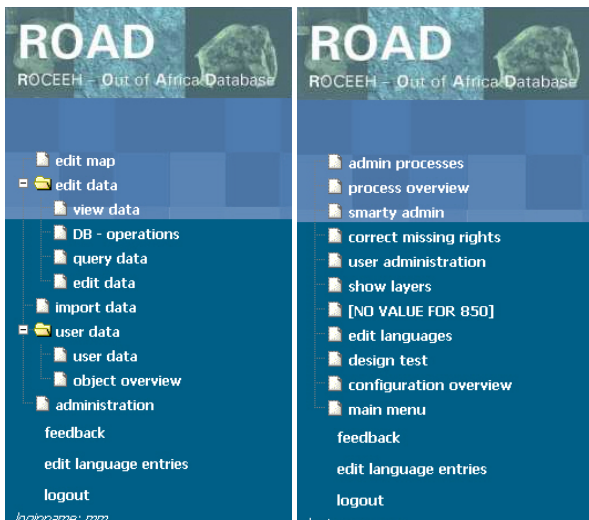 ROAD
ROCEEH - Out of Africa Database
edit map
edit data
view data
DB - operations
query data
edit data
import data
user data
user data
object overview
administration
feedback
edit language entries
logout
loginname: mm
ROAD
ROCEEH - Out of Africa Database
admin processes
process overview
smarty admin
correct missing rights
user administration
show layers
[NO VALUE FOR 850]
edit languages
design test
configuration overview
main menu
feedback
edit language entries
logout